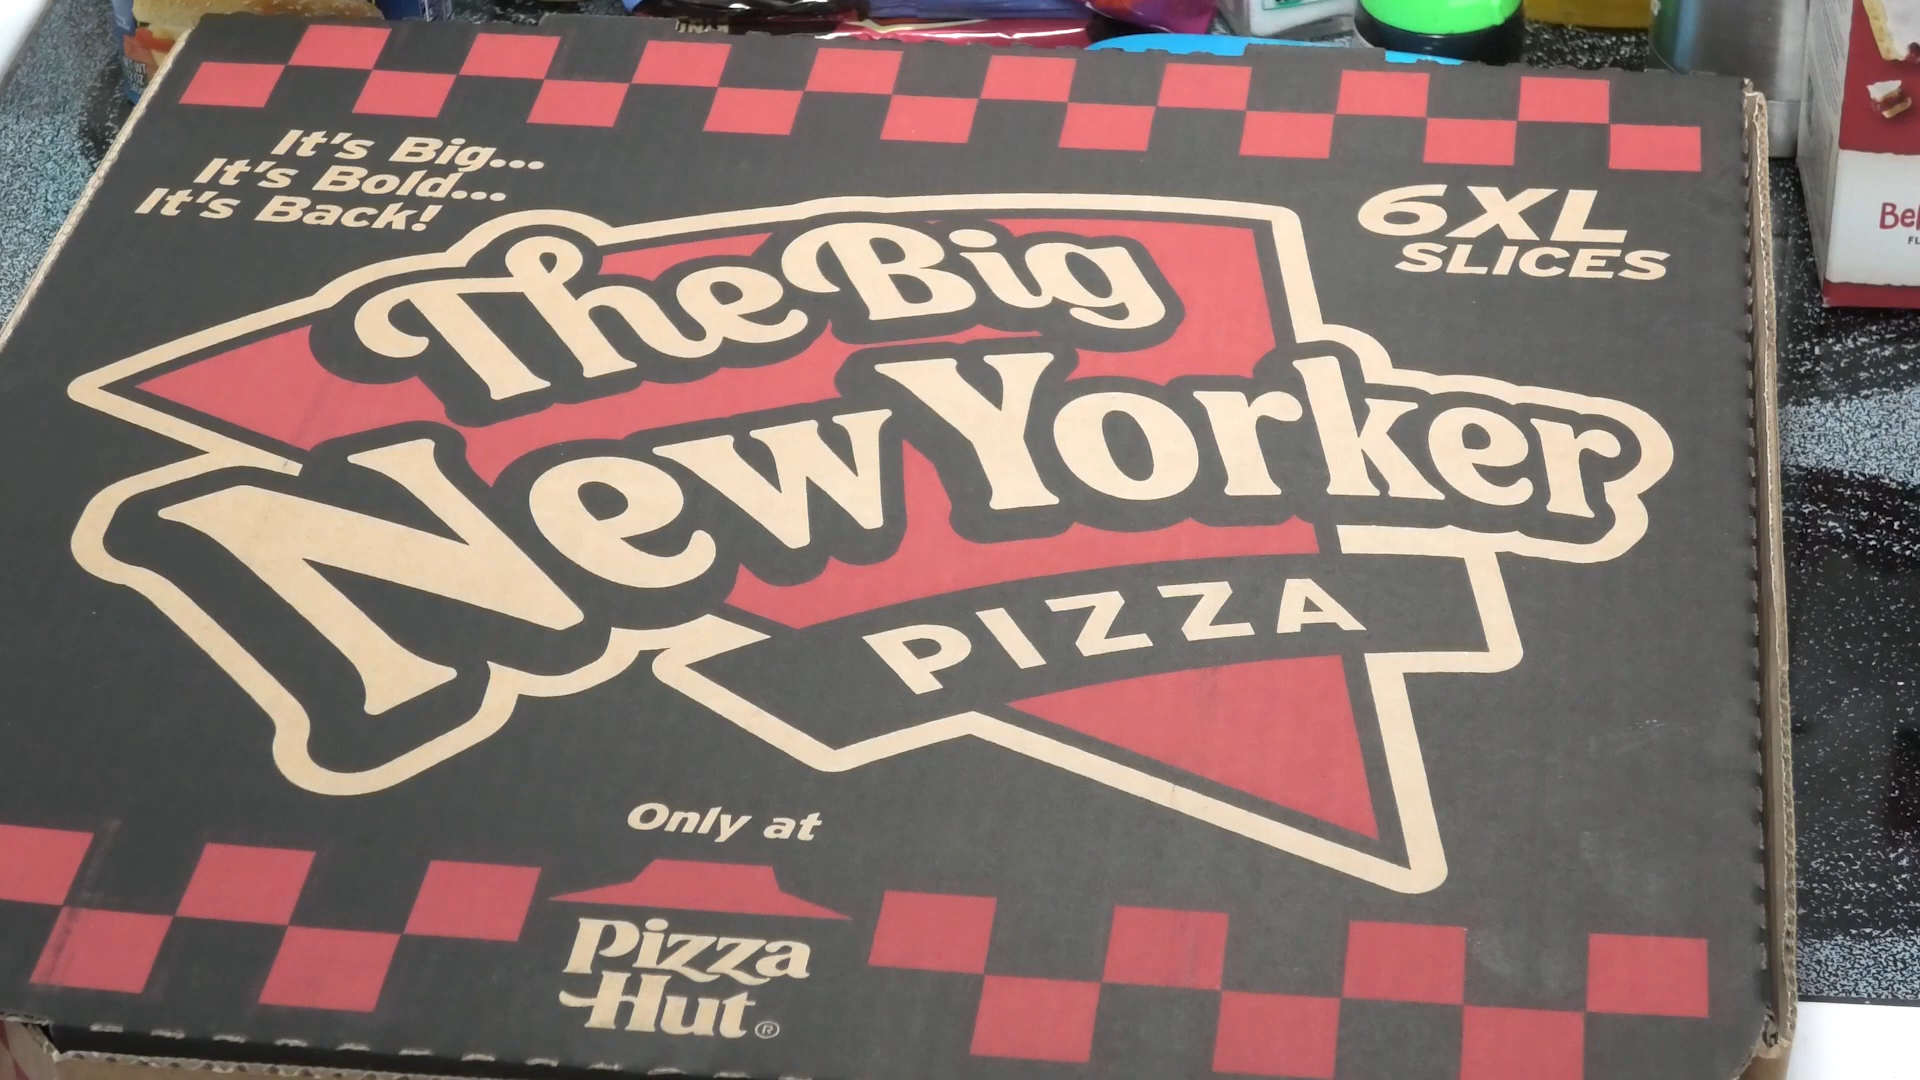 It's Big...
It's Bold...
It's Back!
6XL
SLICES
The Big
New Yorker
PIZZA
Only at
Pizza
Hut®